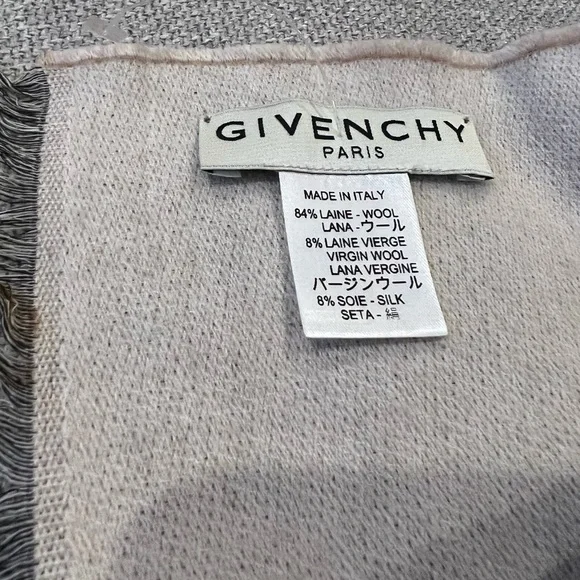 GIVENCHY
PARIS
MADE IN ITALY
84% LAINE - WOOL
LANA - ウール
8% LAINE VIERGE
VIRGIN WOOL
LANA VERGINE
バージンウール
8% SOIE - SILK
SETA - 絹